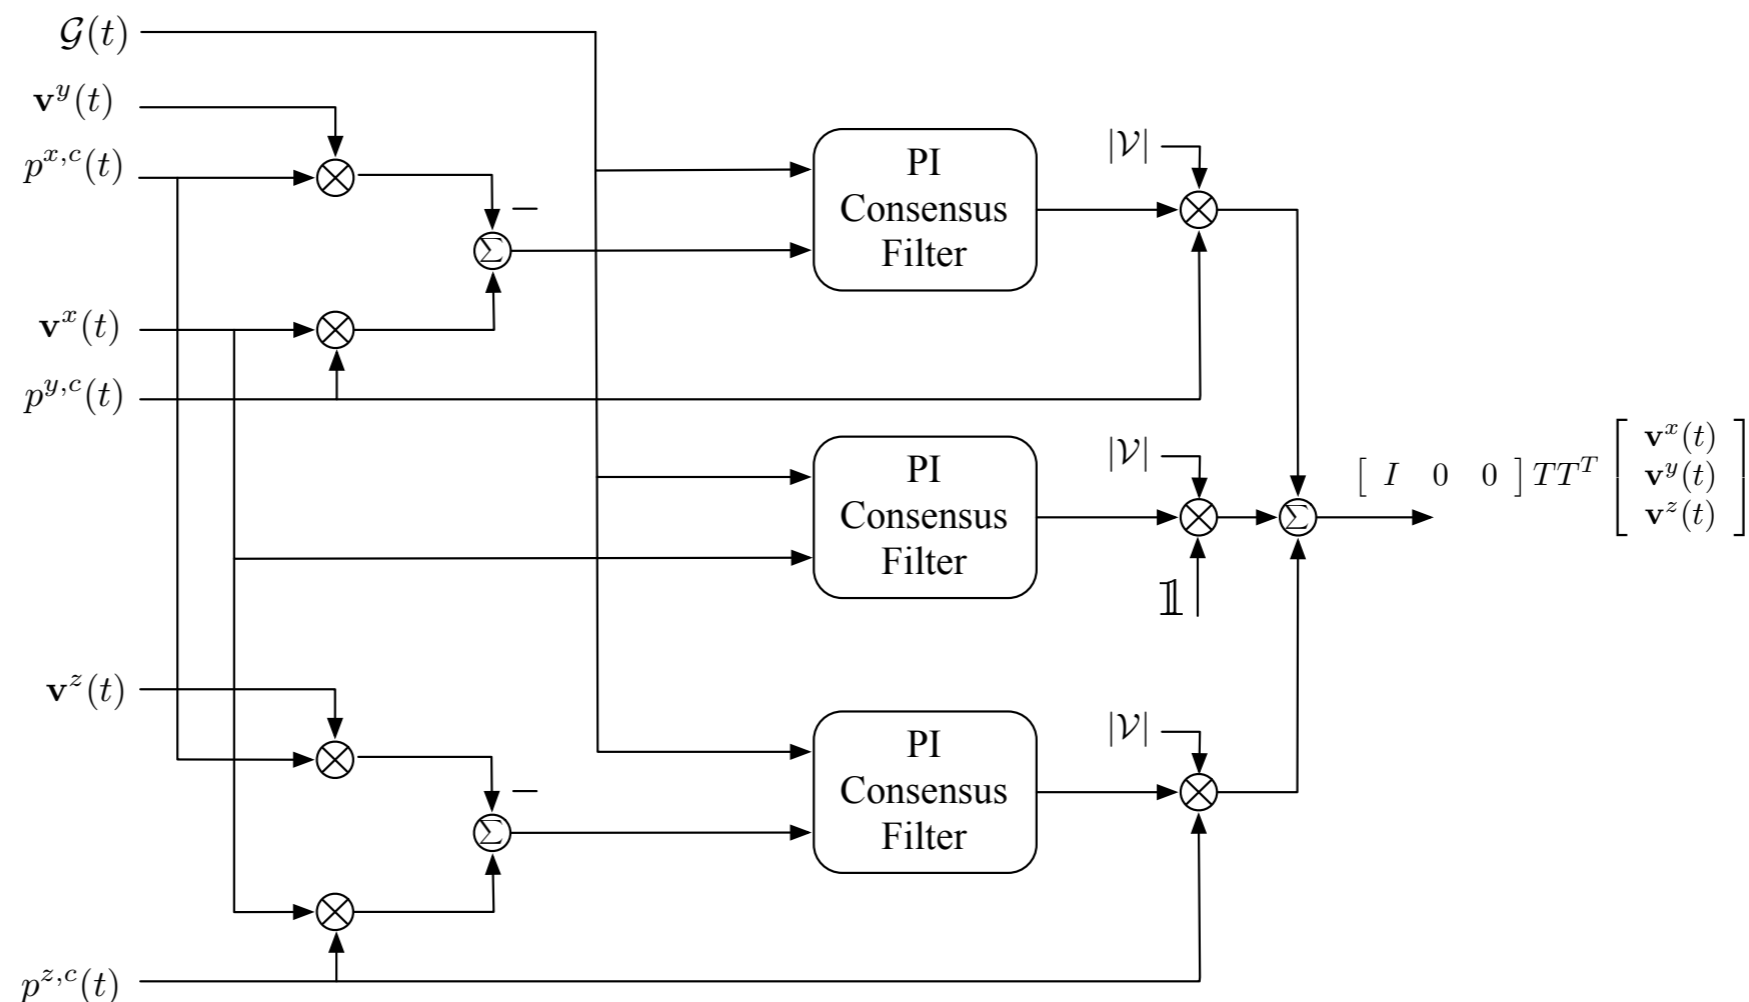 𝒢(t)
𝐯^y(t)
p^{x,c}(t)
𝐯^x(t)
p^{y,c}(t)
𝐯^z(t)
p^{z,c}(t)
−
Σ
−
Σ
PI
Consensus
Filter
PI
Consensus
Filter
PI
Consensus
Filter
|𝒱|
|𝒱|
𝟙
|𝒱|
Σ
[ I 0 0 ] TT^T [ 𝐯^x(t)
𝐯^y(t)
𝐯^z(t) ]